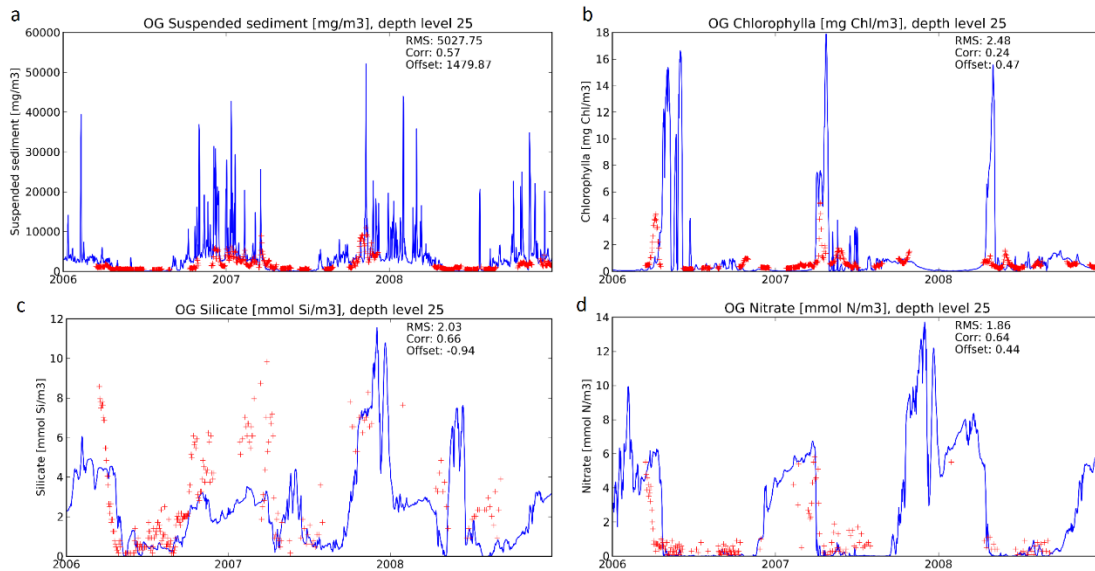 a
OG Suspended sediment [mg/m3], depth level 25
60000
50000
40000
30000
20000
10000
0
Suspended sediment [mg/m3]
RMS: 5027.75
Corr: 0.57
Offset: 1479.87
2006
2007
2008
b
OG Chlorophylla [mg Chl/m3], depth level 25
18
16
14
12
10
8
6
4
2
0
Chlorophylla [mg Chl/m3]
RMS: 2.48
Corr: 0.24
Offset: 0.47
2006
2007
2008
c
OG Silicate [mmol Si/m3], depth level 25
12
10
8
6
4
2
0
Silicate [mmol Si/m3]
RMS: 2.03
Corr: 0.66
Offset: -0.94
2006
2007
2008
d
OG Nitrate [mmol N/m3], depth level 25
14
12
10
8
6
4
2
0
Nitrate [mmol N/m3]
RMS: 1.86
Corr: 0.64
Offset: 0.44
2006
2007
2008